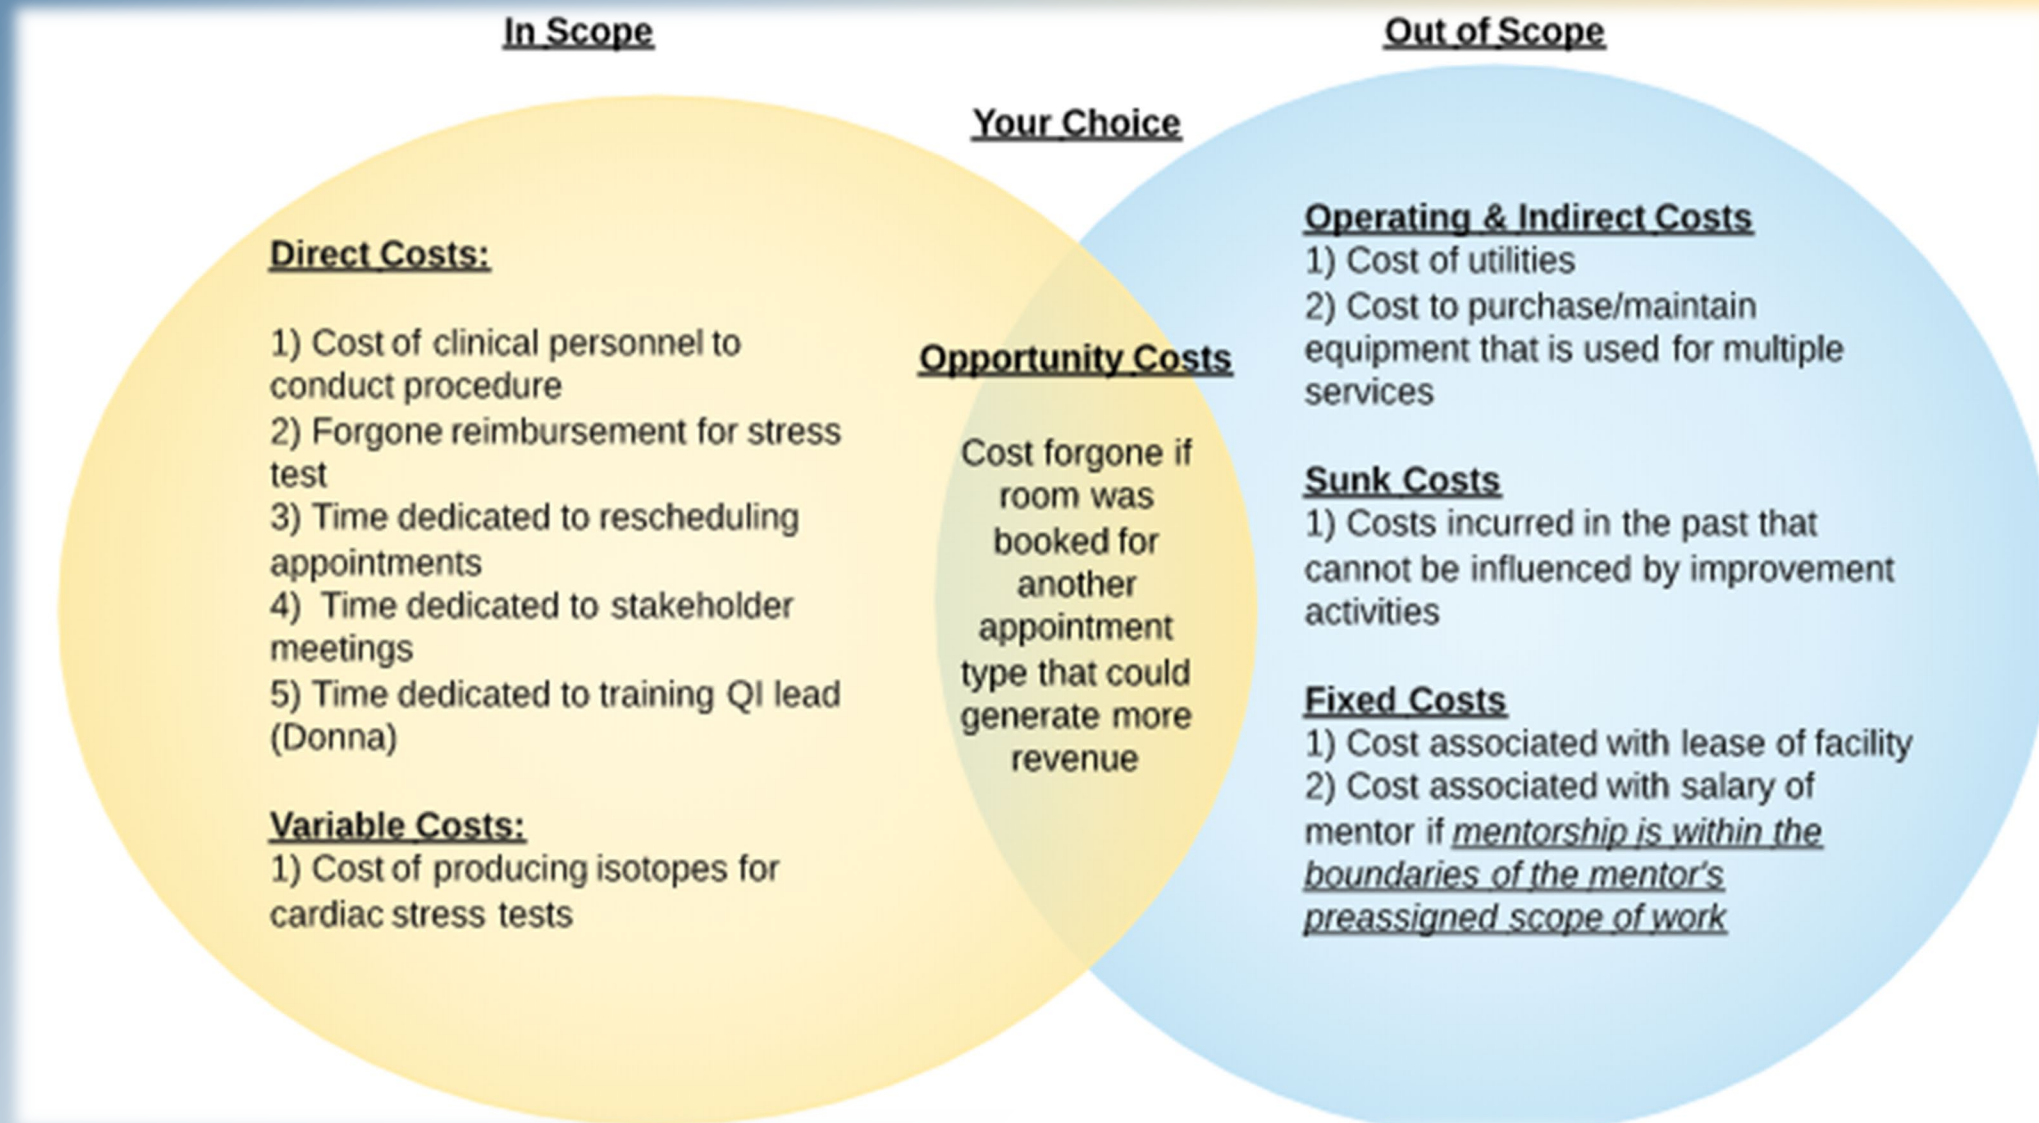 In Scope
Out of Scope
Your Choice
Direct Costs:
1) Cost of clinical personnel to
conduct procedure
2) Forgone reimbursement for stress
test
3) Time dedicated to rescheduling
appointments
4) Time dedicated to stakeholder
meetings
5) Time dedicated to training QI lead
(Donna)
Variable Costs:
1) Cost of producing isotopes for
cardiac stress tests
Opportunity Costs
Cost forgone if
room was
booked for
another
appointment
type that could
generate more
revenue
Operating & Indirect Costs
1) Cost of utilities
2) Cost to purchase/maintain
equipment that is used for multiple
services
Sunk Costs
1) Costs incurred in the past that
cannot be influenced by improvement
activities
Fixed Costs
1) Cost associated with lease of facility
2) Cost associated with salary of
mentor if mentorship is within the
boundaries of the mentor's
preassigned scope of work